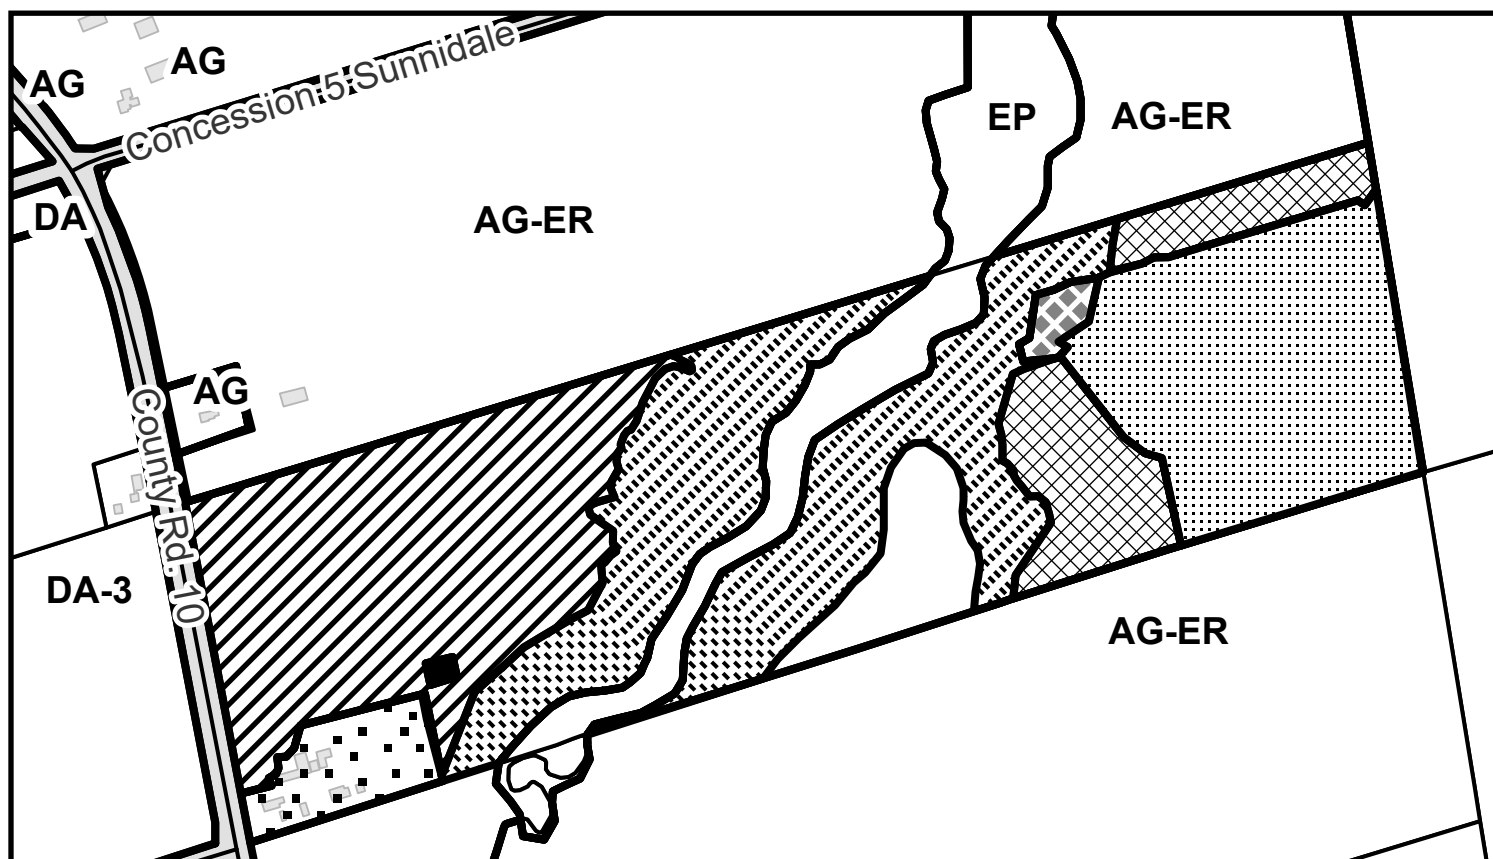 AG
AG
Concession 5 Sunnidale
EP
AG-ER
DA
AG-ER
AG
County Rd. 10
DA-3
AG-ER